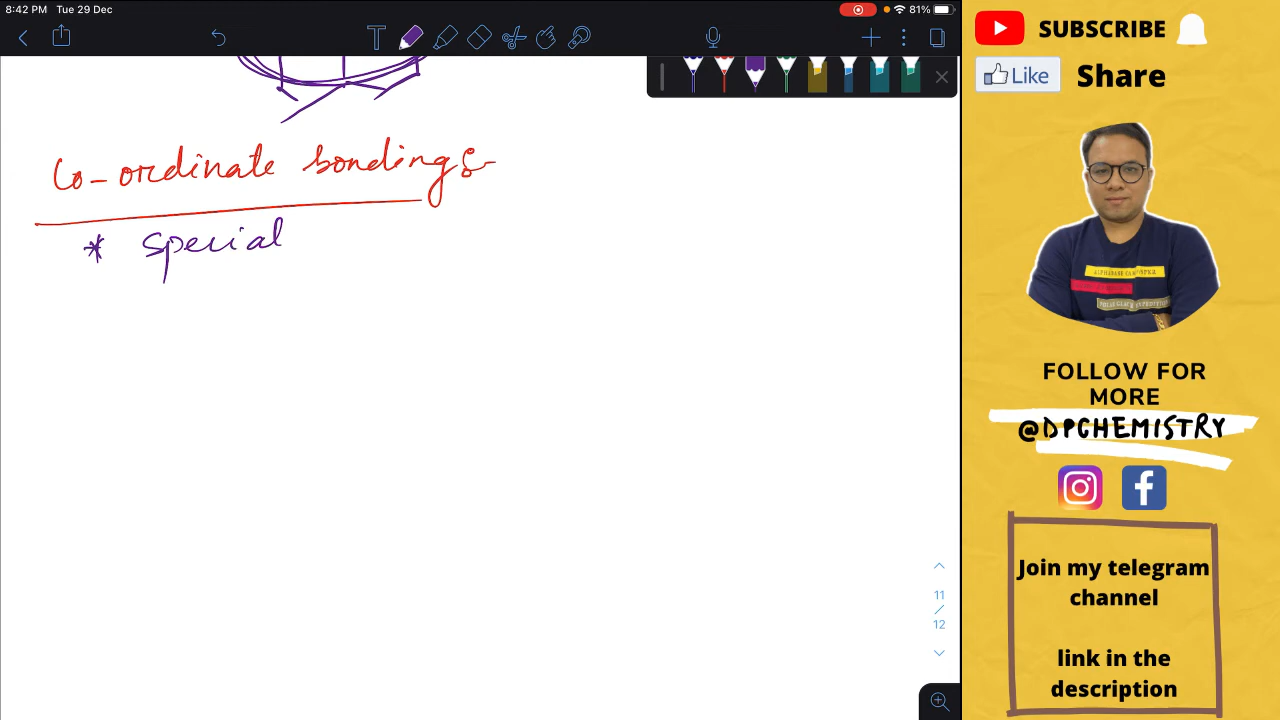 8:42 PM Tue 29 Dec
81%
Co-ordinate bondings-
* Special
11
/
12
SUBSCRIBE
Like Share
FOLLOW FOR
MORE
@DPCHEMISTRY
Join my telegram
channel
link in the
description